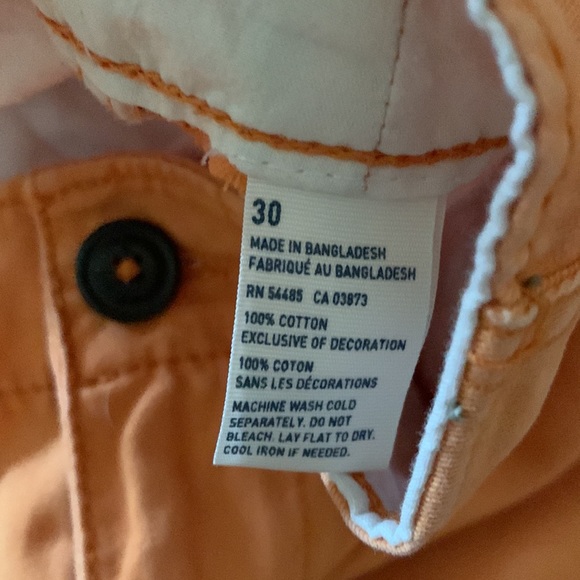 30
MADE IN BANGLADESH
FABRIQUÉ AU BANGLADESH
RN 54485 CA 03873
100% COTTON
EXCLUSIVE OF DECORATION
100% COTON
SANS LES DÉCORATIONS
MACHINE WASH COLD
SEPARATELY. DO NOT
BLEACH. LAY FLAT TO DRY.
COOL IRON IF NEEDED.